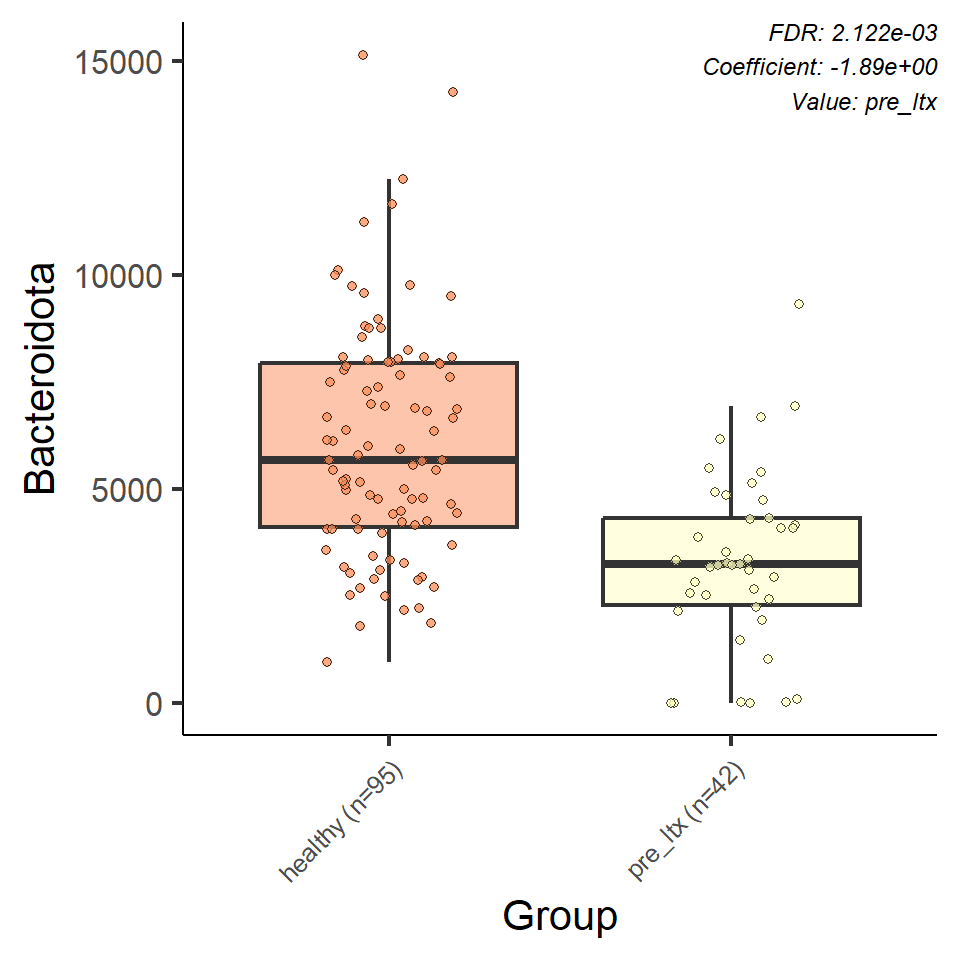 FDR: 2.122e-03
Coefficient: -1.89e+00
Value: pre_ltx
15000
10000
5000
0
Bacteroidota
healthy (n=95)
pre_ltx (n=42)
Group